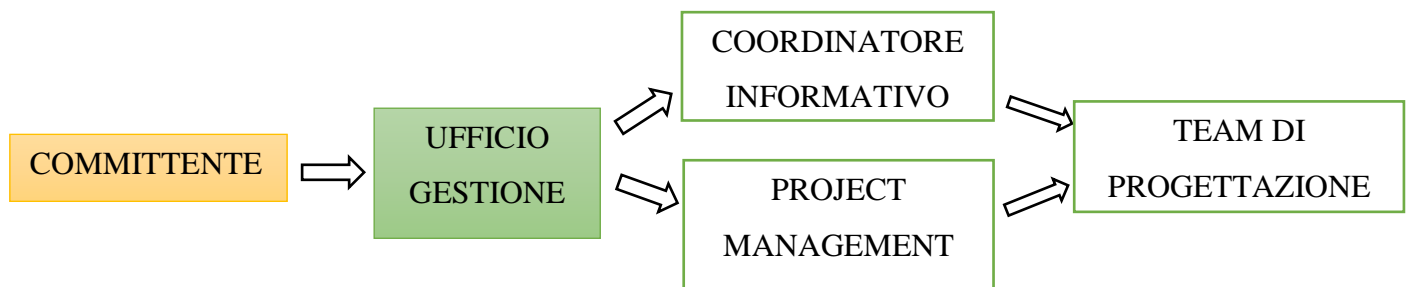 COMMITTENTE
UFFICIO
GESTIONE
COORDINATORE
INFORMATIVO
PROJECT
MANAGEMENT
TEAM DI
PROGETTAZIONE